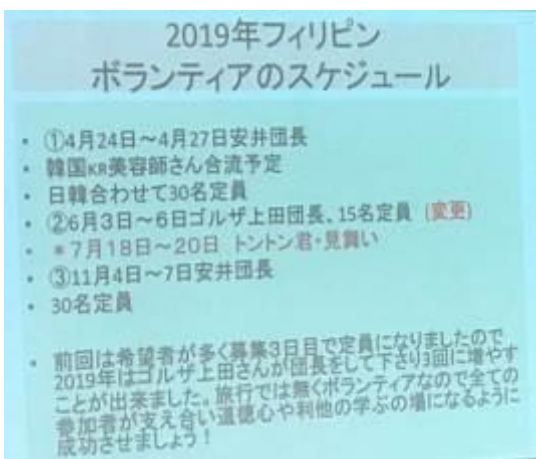 2019年フィリピン
ボランティアのスケジュール
・ ①4月24日～4月27日安井団長
・ 韓国KR美容師さん合流予定
・ 日韓合わせて30名定員
・ ②6月3日～6日ゴルザ上田団長、15名定員 (変更)
・ *7月18日～20日 トントン君・見舞い
・ ③11月4日～7日安井団長
・ 30名定員
・ 前回は希望者が多く募集3日目で定員になりましたので
2019年はゴルザ上田さんが団長をして下さり3回に増やす
ことが出来ました。旅行では無くボランティアなので全ての
参加者が支え合い道徳心や利他の学ぶの場になるように
成功させましょう！